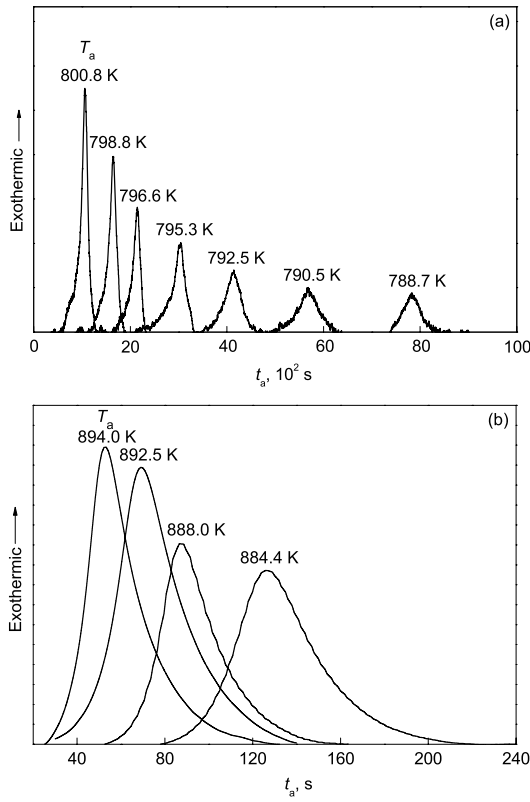 (a)
Tₐ
800.8 K
798.8 K
796.6 K
795.3 K
792.5 K
790.5 K
788.7 K
Exothermic →
0 20 40 60 80 100
tₐ, 10² s
(b)
Tₐ
894.0 K
892.5 K
888.0 K
884.4 K
Exothermic →
40 80 120 160 200 240
tₐ, s